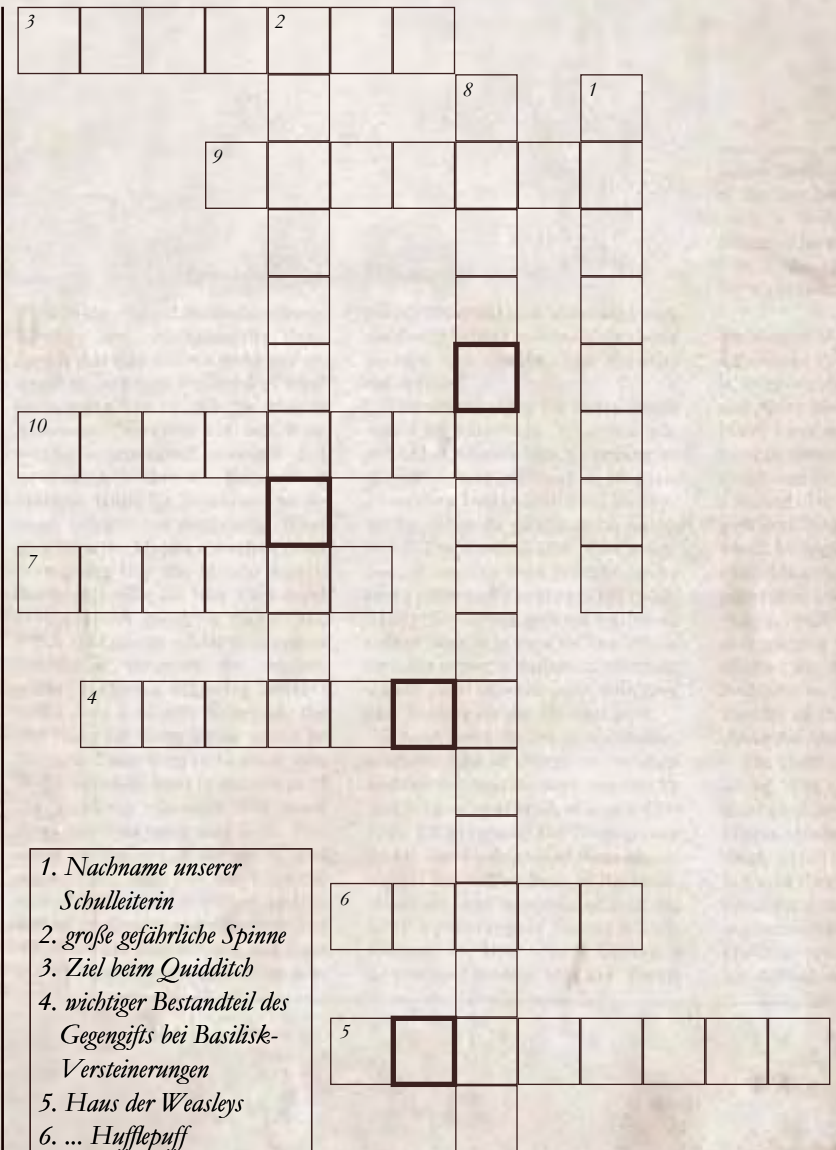 3
2
8
1
9
10
7
4
6
5
1. Nachname unserer
Schulleiterin
2. große gefährliche Spinne
3. Ziel beim Quidditch
4. wichtiger Bestandteil des
Gegengifts bei Basilisk-
Versteinerungen
5. Haus der Weasleys
6. ... Hufflepuff